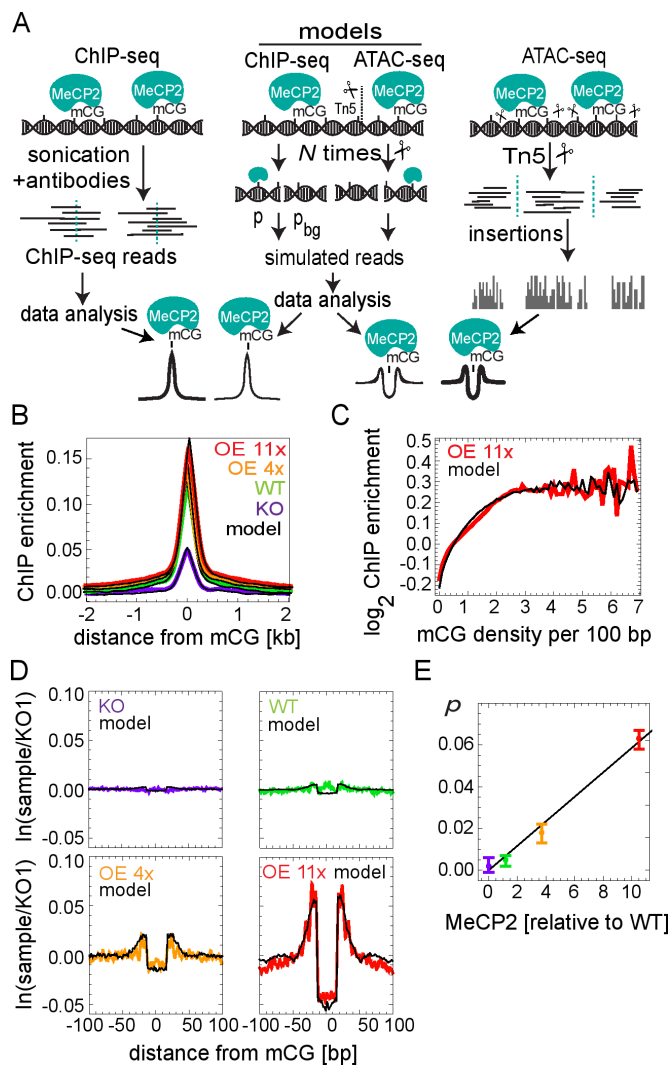 A
models
ChIP-seq
ChIP-seq
ATAC-seq
ATAC-seq
MeCP2
MeCP2
MeCP2
MeCP2
MeCP2
MeCP2
mCG
mCG
mCG
Tn5
mCG
mCG
mCG
sonication
+antibodies
N times
Tn5
p
pbg
ChIP-seq reads
simulated reads
insertions
data analysis
data analysis
MeCP2
MeCP2
MeCP2
MeCP2
mCG
mCG
mCG
mCG
B
ChIP enrichment
0.15
0.10
0.05
0.00
OE 11x
OE 4x
WT
KO
model
-2
-1
0
1
2
distance from mCG [kb]
C
log2 ChIP enrichment
0.5
0.4
0.3
0.2
0.1
0.0
-0.1
-0.2
OE 11x
model
0 1 2 3 4 5 6 7
mCG density per 100 bp
D
ln(sample/KO1)
0.10
0.05
0.00
-0.05
KO
model
WT
model
ln(sample/KO1)
0.10
0.05
0.00
-0.05
OE 4x
model
OE 11x model
-100 -50 0 50 100
-100 -50 0 50 100
distance from mCG [bp]
E
p
0.06
0.04
0.02
0.00
0 2 4 6 8 10
MeCP2 [relative to WT]